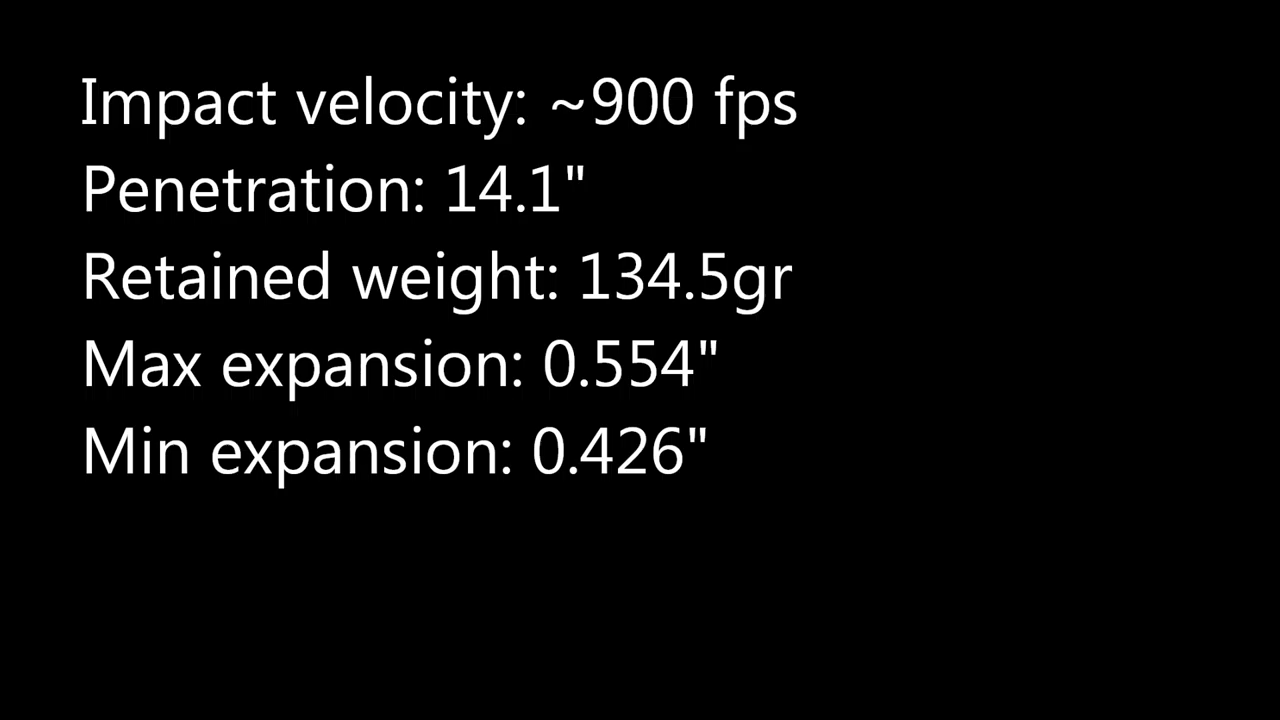 Impact velocity: ~900 fps
Penetration: 14.1"
Retained weight: 134.5gr
Max expansion: 0.554"
Min expansion: 0.426"